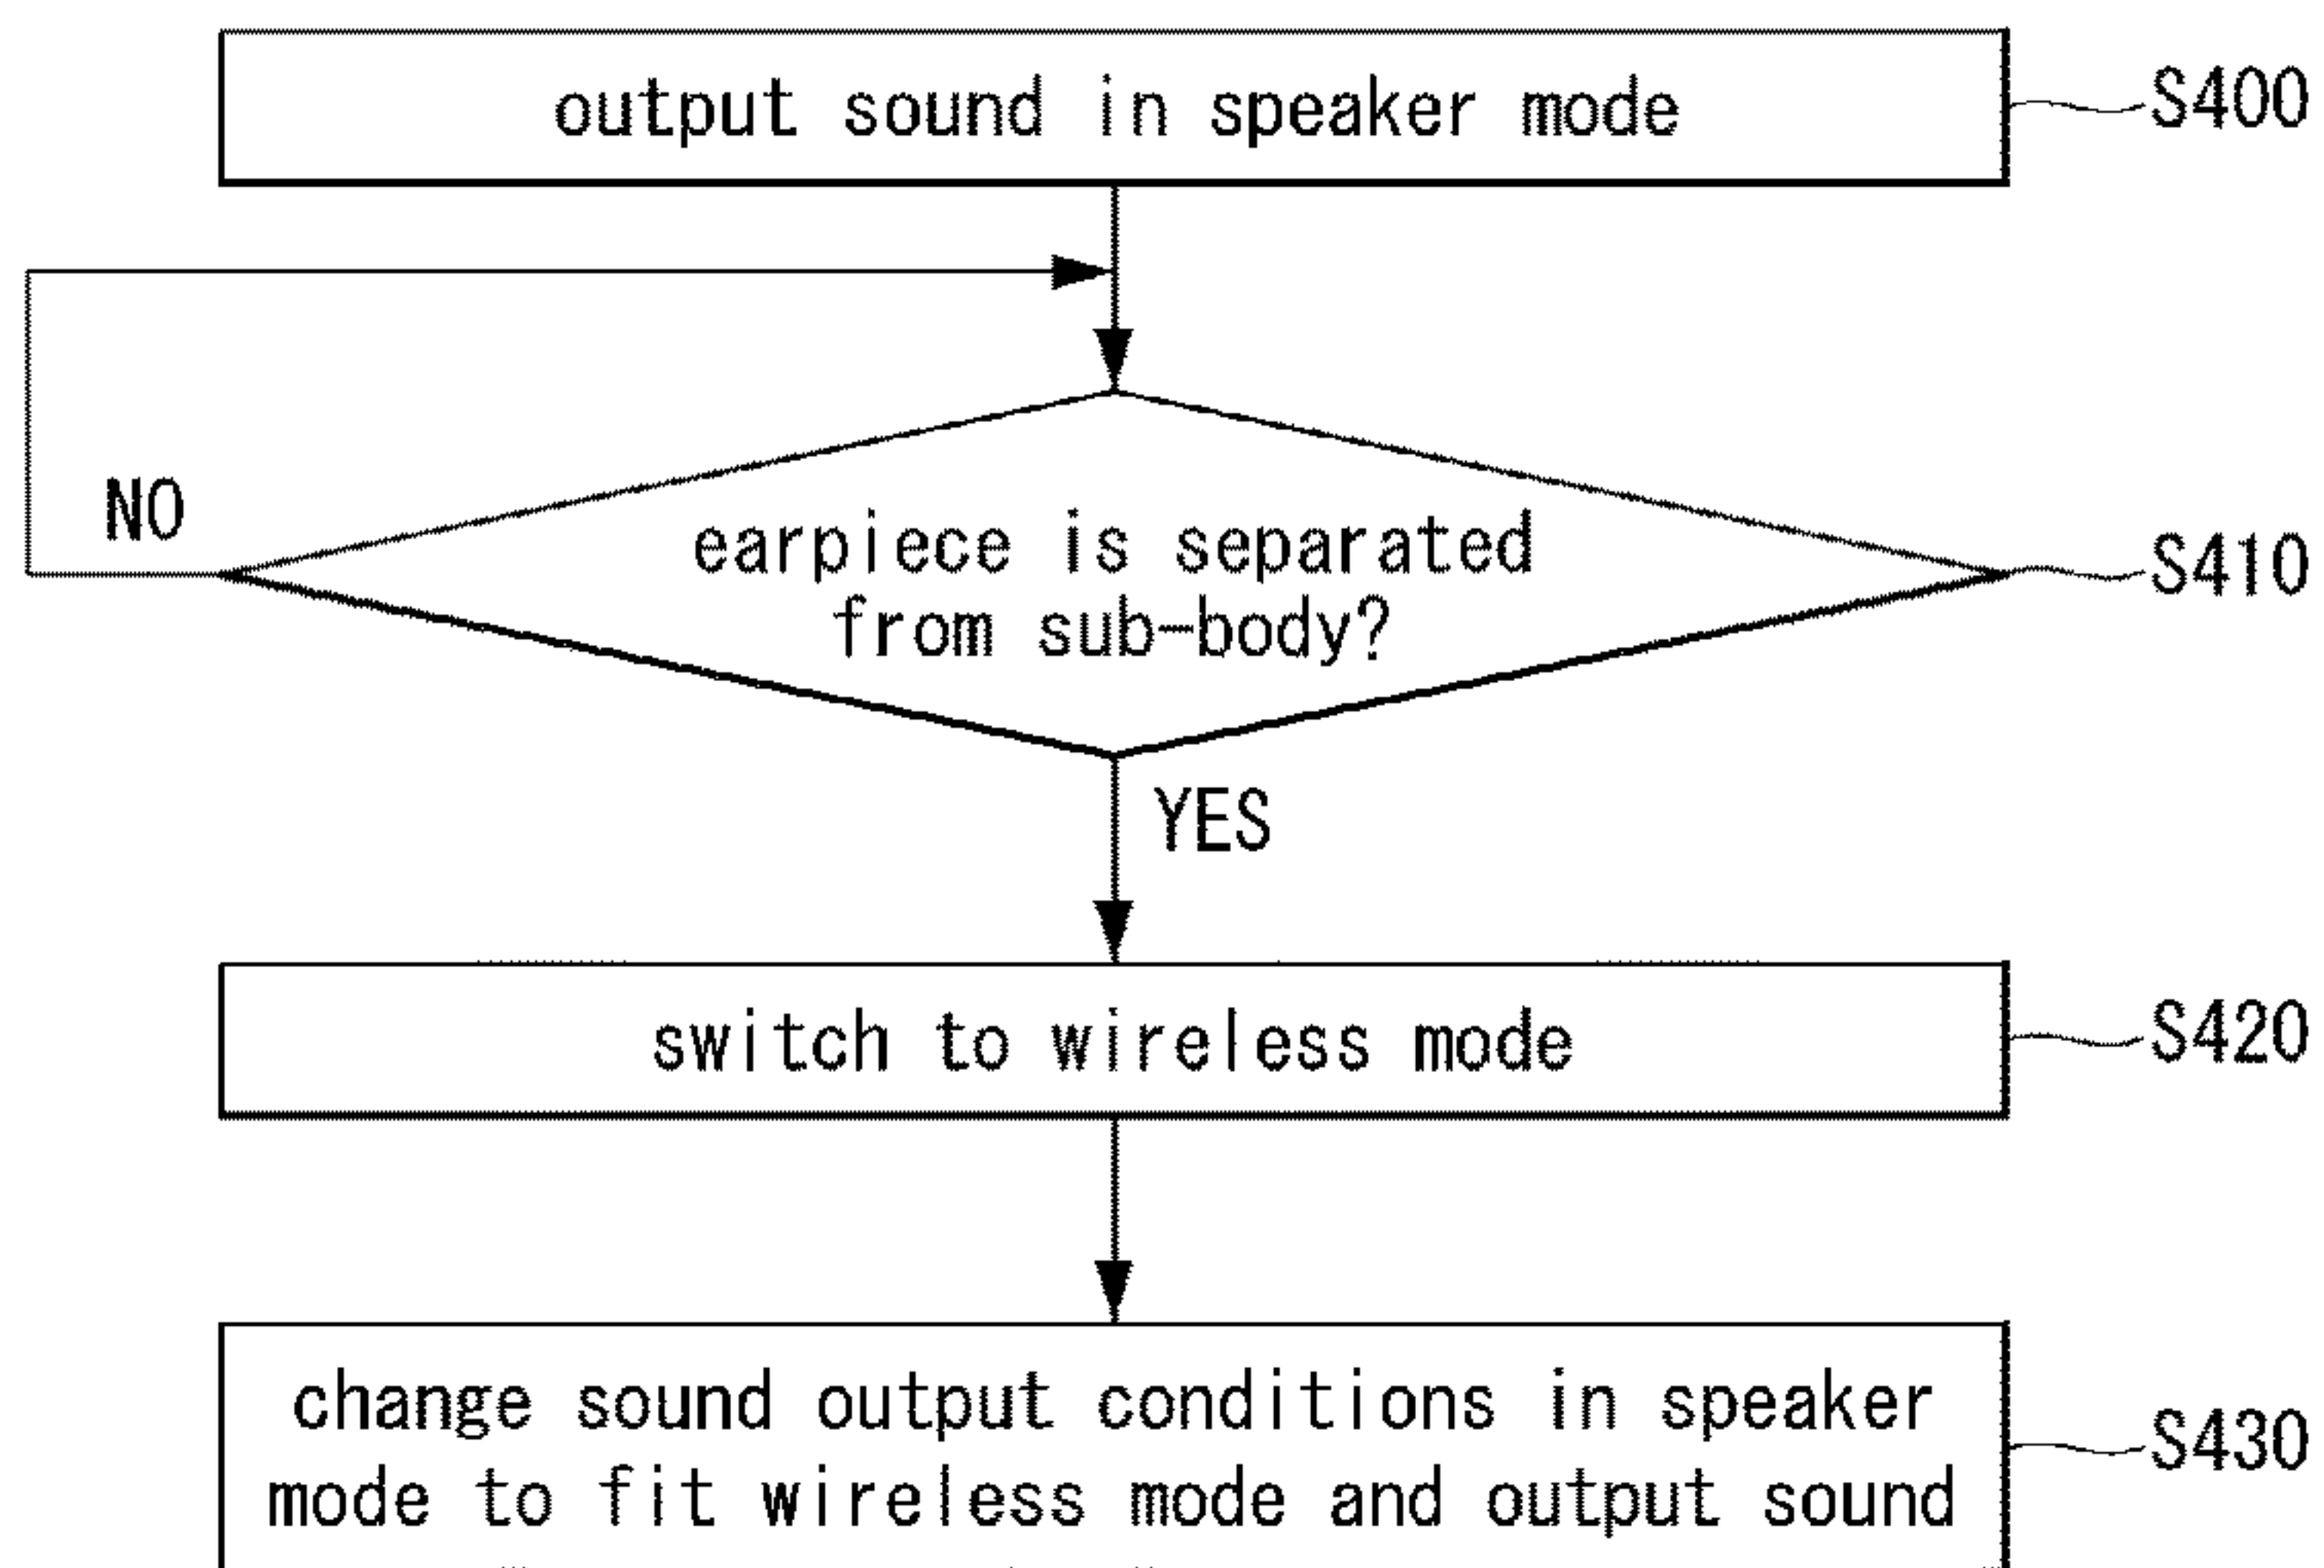 output sound in speaker mode
S400
NO
earpiece is separated
from sub-body?
S410
YES
switch to wireless mode
S420
change sound output conditions in speaker
mode to fit wireless mode and output sound
S430